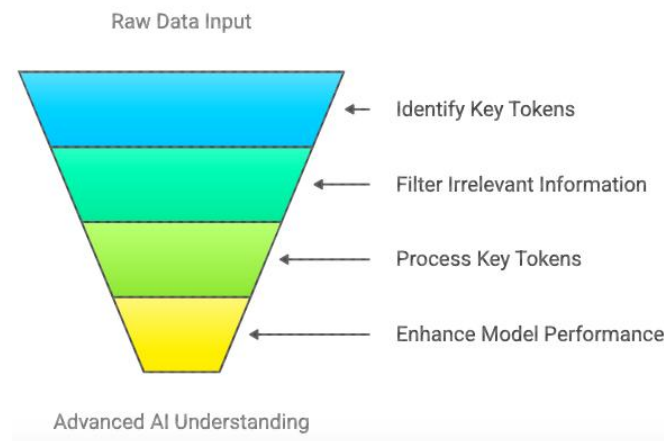 Raw Data Input
Identify Key Tokens
Filter Irrelevant Information
Process Key Tokens
Enhance Model Performance
Advanced AI Understanding